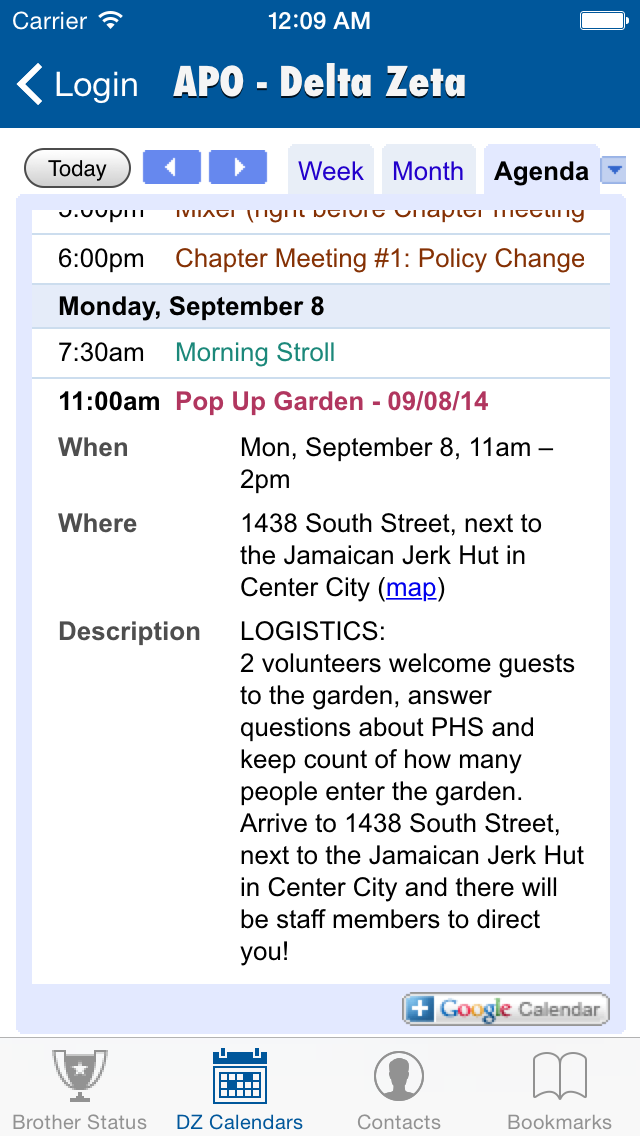 Carrier 12:09 AM
Login APO - Delta Zeta
Today Week Month Agenda
5:00pm Mixer (right before Chapter meeting
6:00pm Chapter Meeting #1: Policy Change
Monday, September 8
7:30am Morning Stroll
11:00am Pop Up Garden - 09/08/14
When Mon, September 8, 11am –
2pm
Where 1438 South Street, next to
the Jamaican Jerk Hut in
Center City (map)
Description LOGISTICS:
2 volunteers welcome guests
to the garden, answer
questions about PHS and
keep count of how many
people enter the garden.
Arrive to 1438 South Street,
next to the Jamaican Jerk Hut
in Center City and there will
be staff members to direct
you!
Google Calendar
Brother Status DZ Calendars Contacts Bookmarks